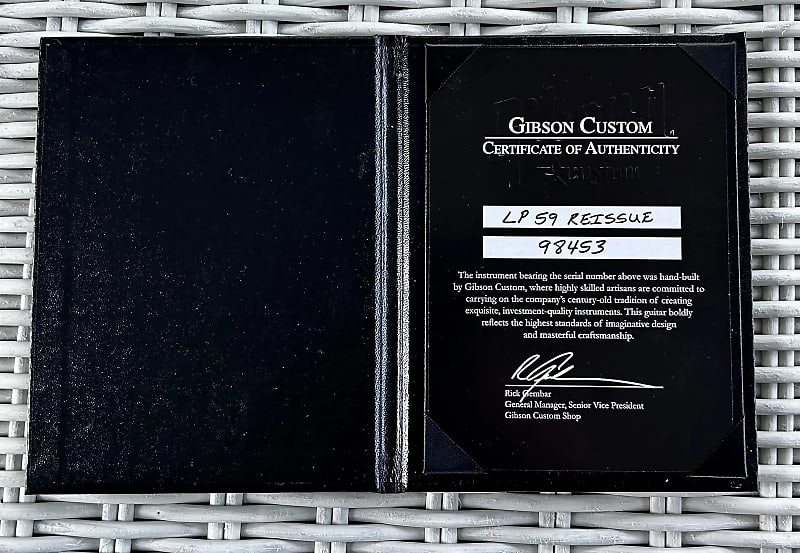 GIBSON CUSTOM
CERTIFICATE OF AUTHENTICITY
LP 59 REISSUE
98453
The instrument bearing the serial number above was hand-built
by Gibson Custom, where highly skilled artisans are committed to
carrying on the company's century-old tradition of creating
exquisite, investment-quality instruments. This guitar boldly
reflects the highest standards of imaginative design
and masterful craftsmanship.
Rick Gembar
General Manager, Senior Vice President
Gibson Custom Shop